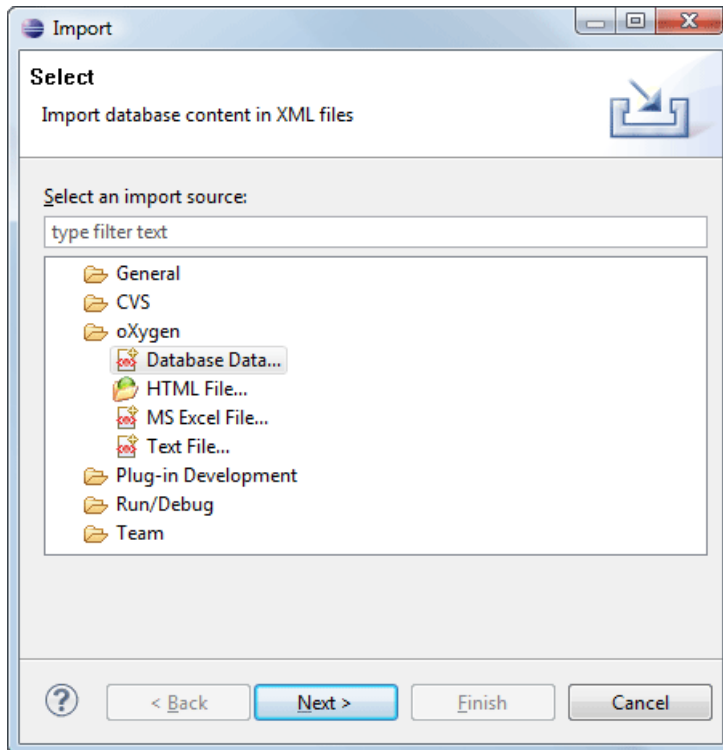 Import
Select
Import database content in XML files
Select an import source:
type filter text
General
CVS
oXygen
Database Data...
HTML File...
MS Excel File...
Text File...
Plug-in Development
Run/Debug
Team
? < Back Next > Finish Cancel